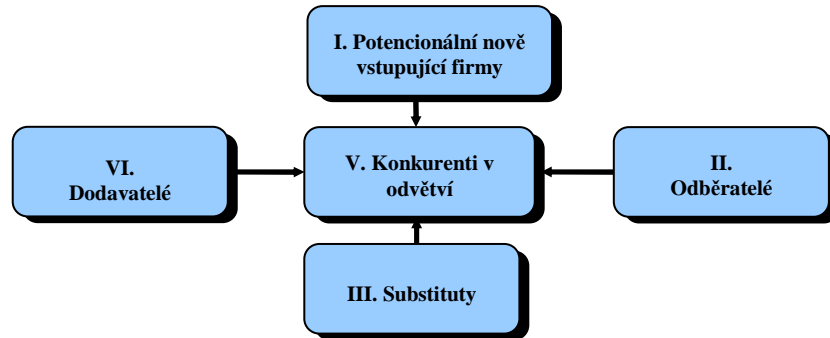 I. Potencionální nově
vstupující firmy
VI.
Dodavatelé
V. Konkurenti v
odvětví
II.
Odběratelé
III. Substituty